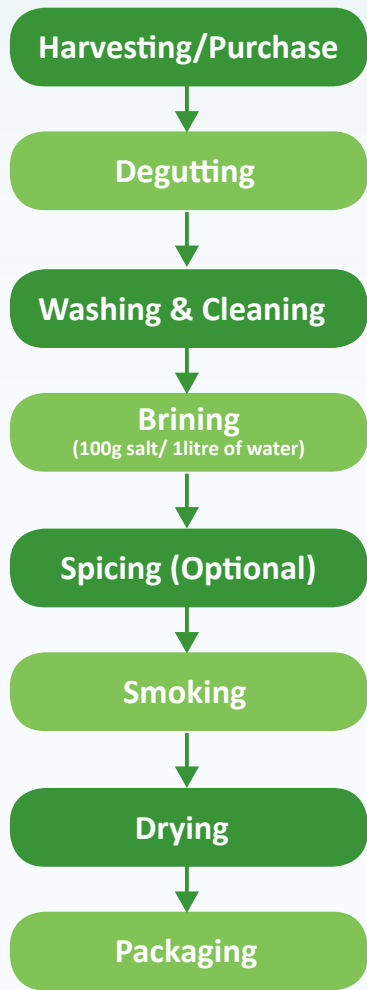 Harvesting/Purchase
Degutting
Washing & Cleaning
Brining
(100g salt/ 1litre of water)
Spicing (Optional)
Smoking
Drying
Packaging